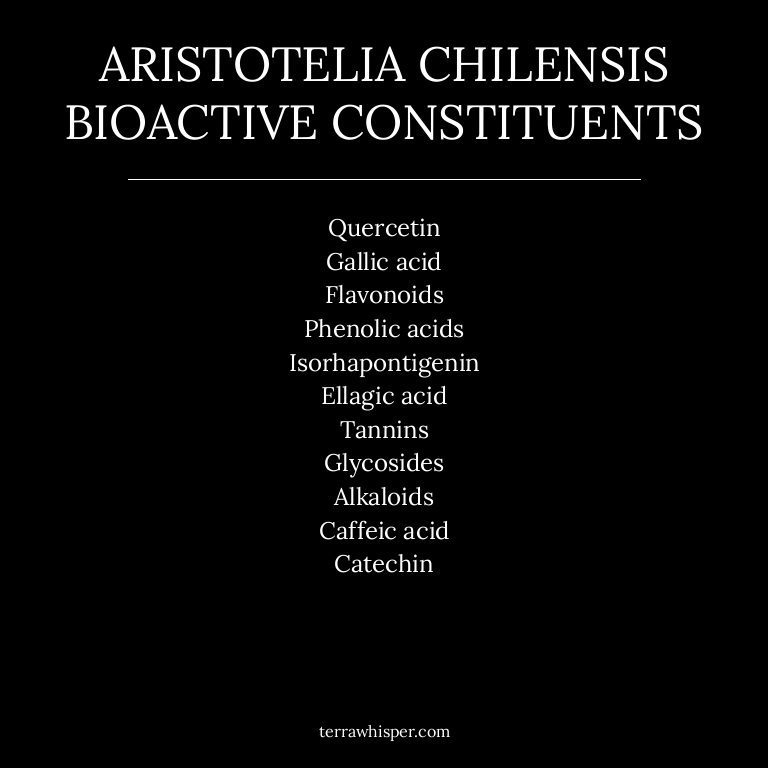 ARISTOTELIA CHILENSIS
BIOACTIVE CONSTITUENTS
Quercetin
Gallic acid
Flavonoids
Phenolic acids
Isorhapontigenin
Ellagic acid
Tannins
Glycosides
Alkaloids
Caffeic acid
Catechin
terrawhisper.com